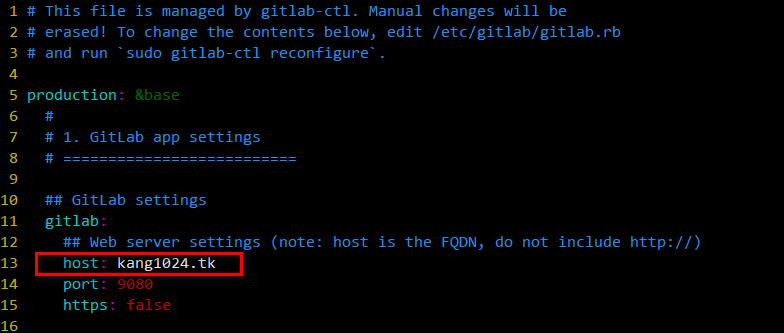 1 # This file is managed by gitlab-ctl. Manual changes will be
2 # erased! To change the contents below, edit /etc/gitlab/gitlab.rb
3 # and run `sudo gitlab-ctl reconfigure`.
4
5 production: &base
6   #
7   # 1. GitLab app settings
8   # ==========================
9
10   ## GitLab settings
11   gitlab:
12     ## Web server settings (note: host is the FQDN, do not include http://)
13     host: kang1024.tk
14     port: 9080
15     https: false
16